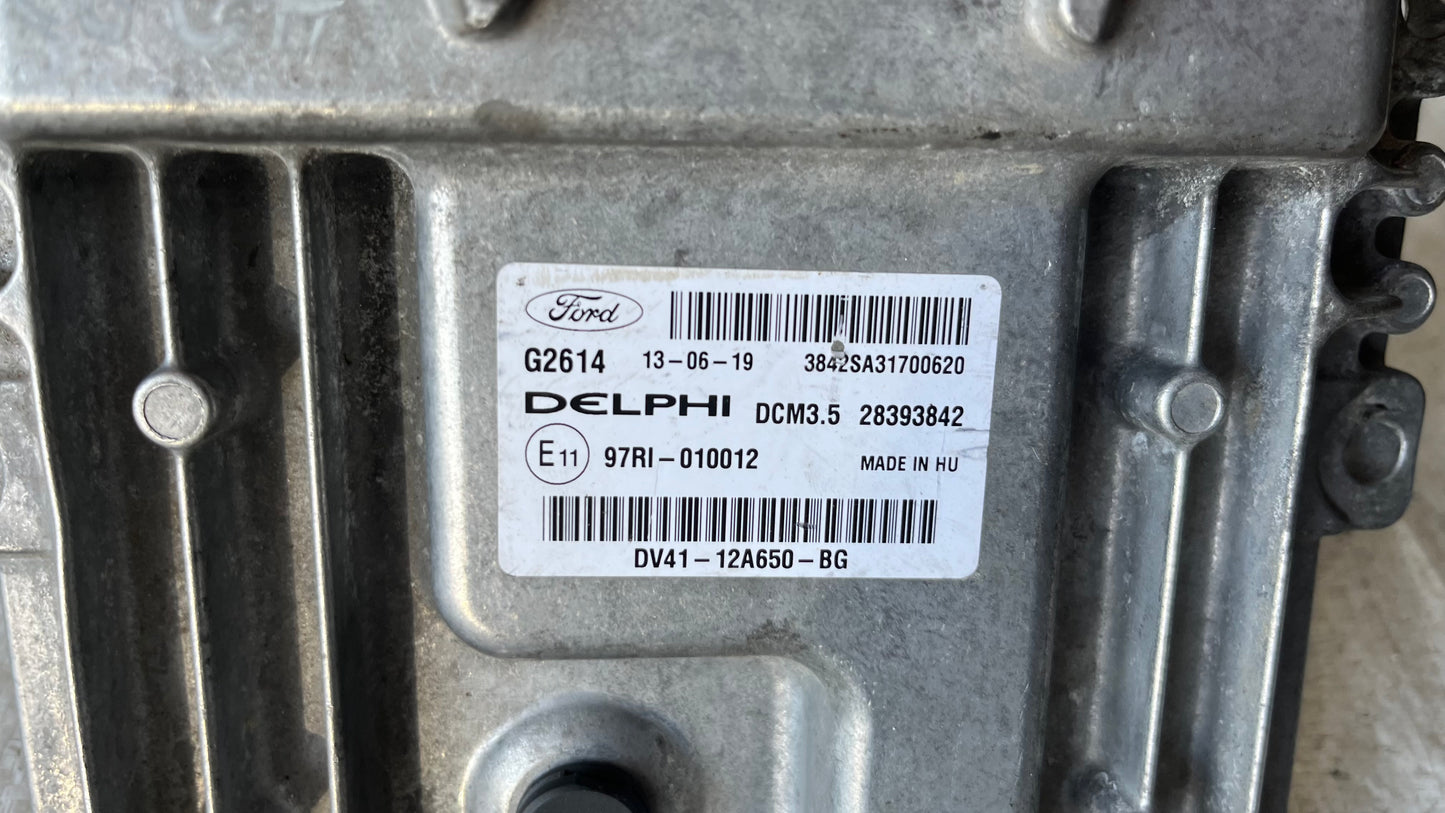 Ford
G2614 13-06-19 3842SA31700620
DELPHI DCM3.5 28393842
E11 97RI-010012 MADE IN HU
DV41-12A650-BG